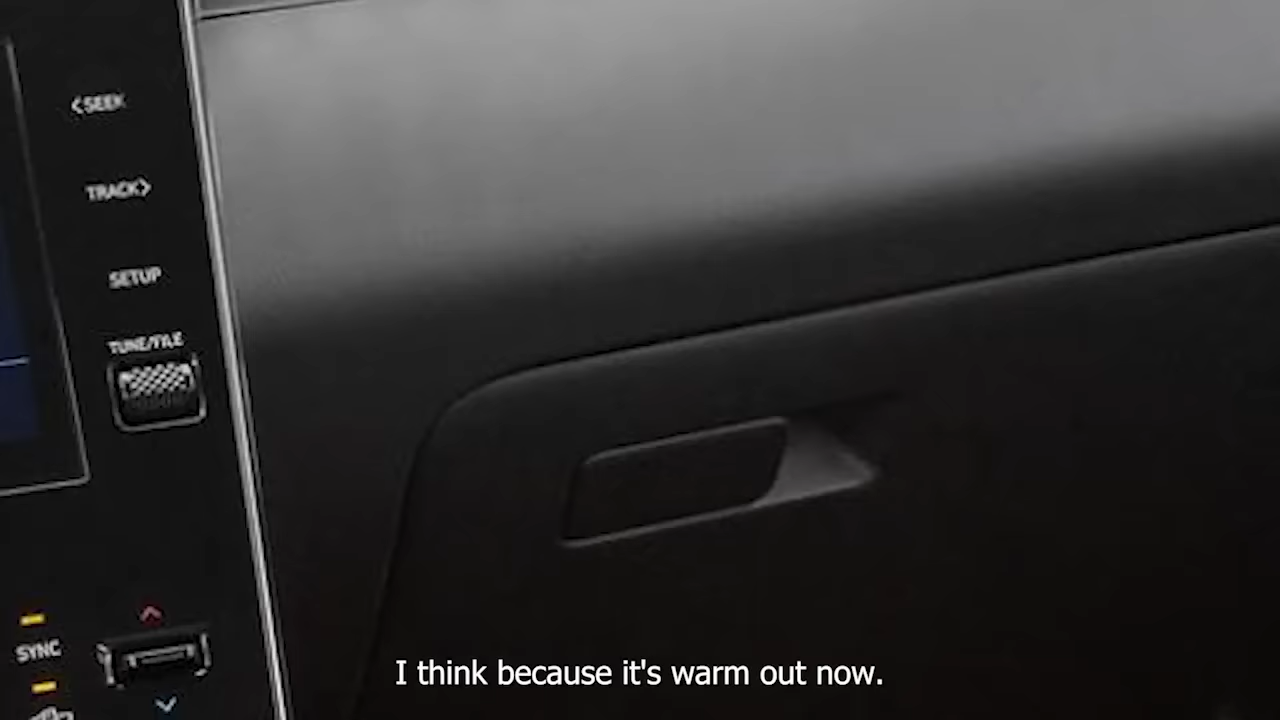 <SEEK
TRACK>
SETUP
TUNE/FILE
SYNC
I think because it's warm out now.